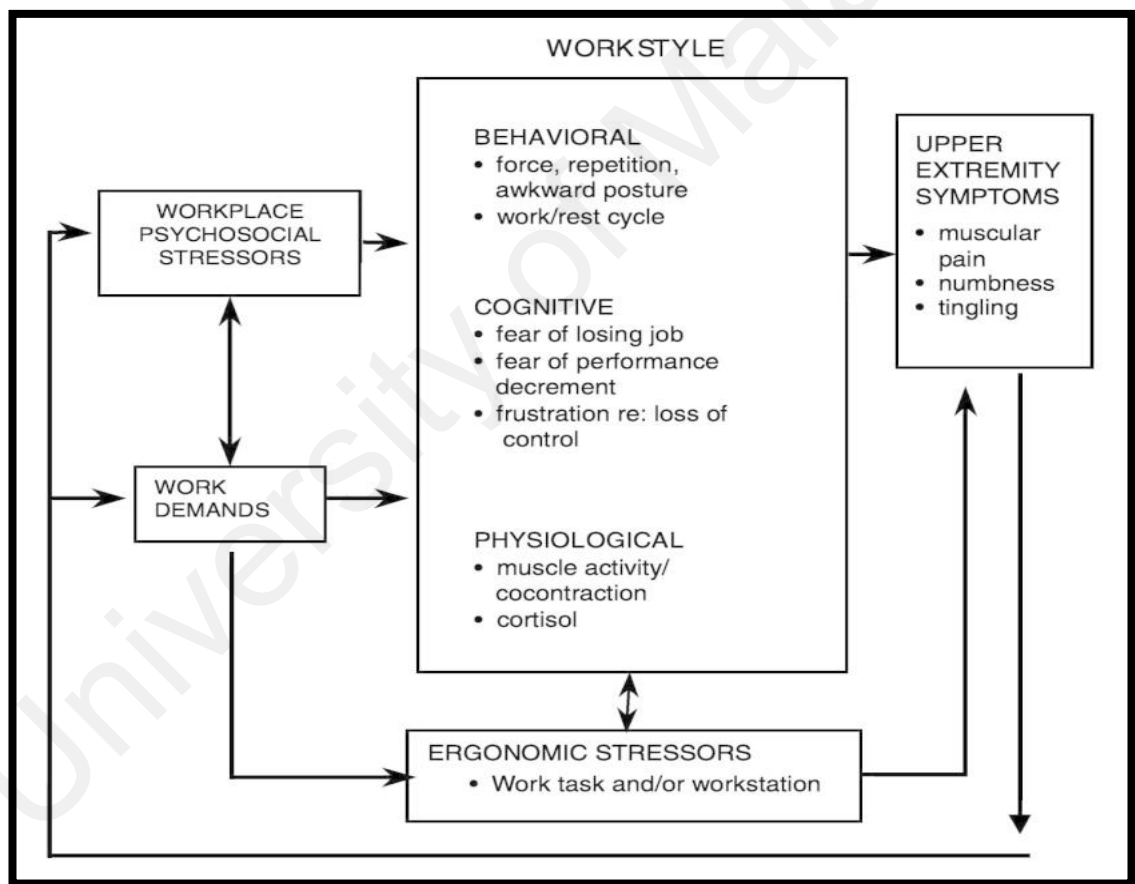 WORKSTYLE
BEHAVIORAL
• force, repetition,
awkward posture
• work/rest cycle
COGNITIVE
• fear of losing job
• fear of performance
decrement
• frustration re: loss of
control
PHYSIOLOGICAL
• muscle activity/
cocontraction
• cortisol
WORKPLACE
PSYCHOSOCIAL
STRESSORS
WORK
DEMANDS
UPPER
EXTREMITY
SYMPTOMS
• muscular
pain
• numbness
• tingling
ERGONOMIC STRESSORS
• Work task and/or workstation
University of